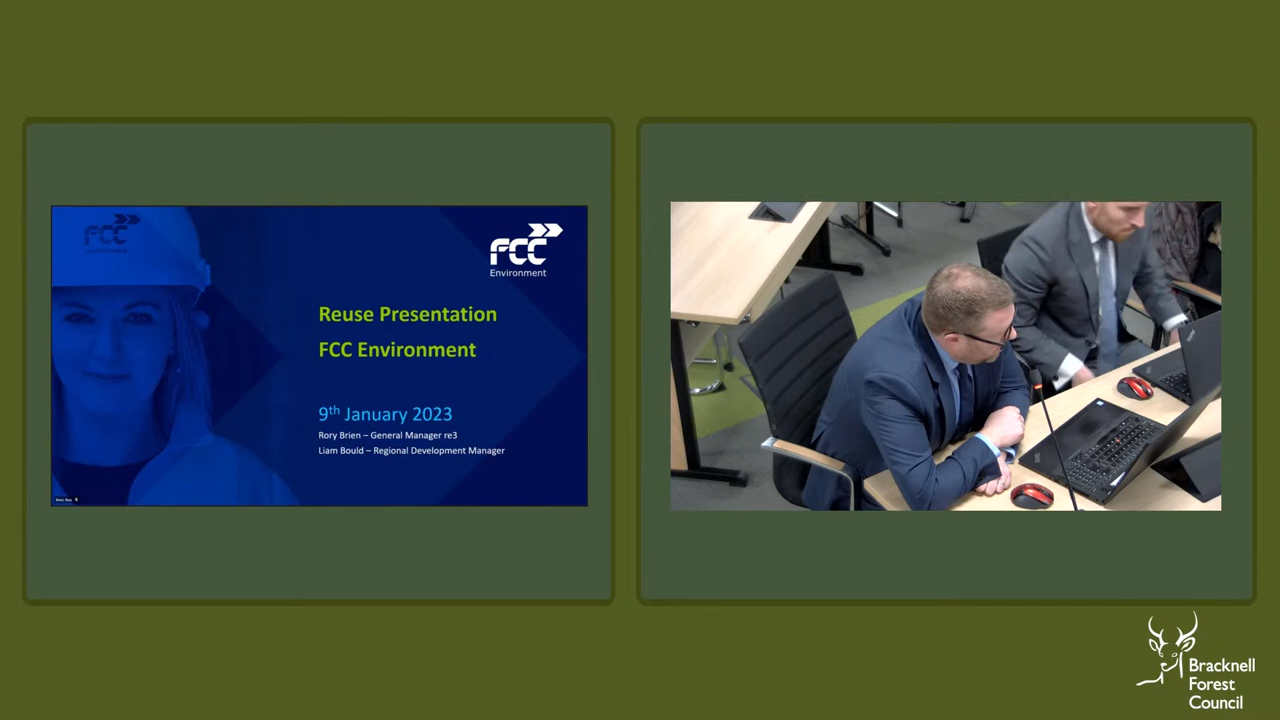 FCC
Environment
FCC
Reuse Presentation
FCC Environment
9th January 2023
Rory Brien – General Manager re3
Liam Bould – Regional Development Manager
Bracknell
Forest
Council